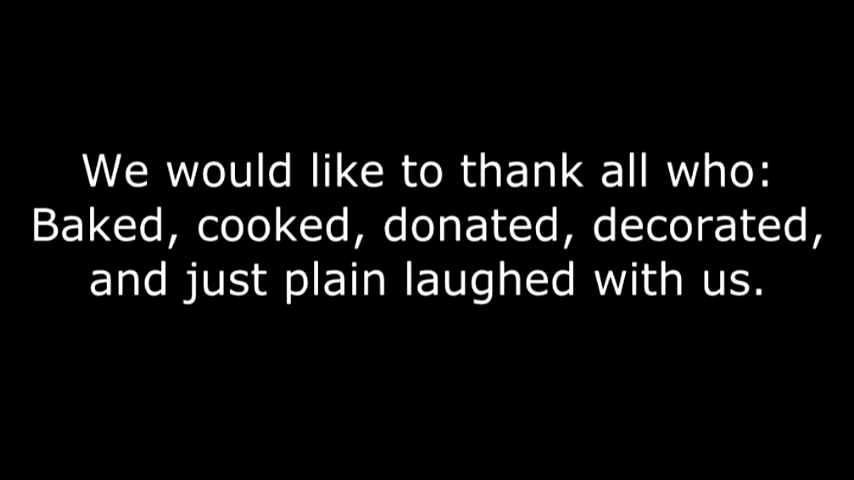 We would like to thank all who:
Baked, cooked, donated, decorated,
and just plain laughed with us.